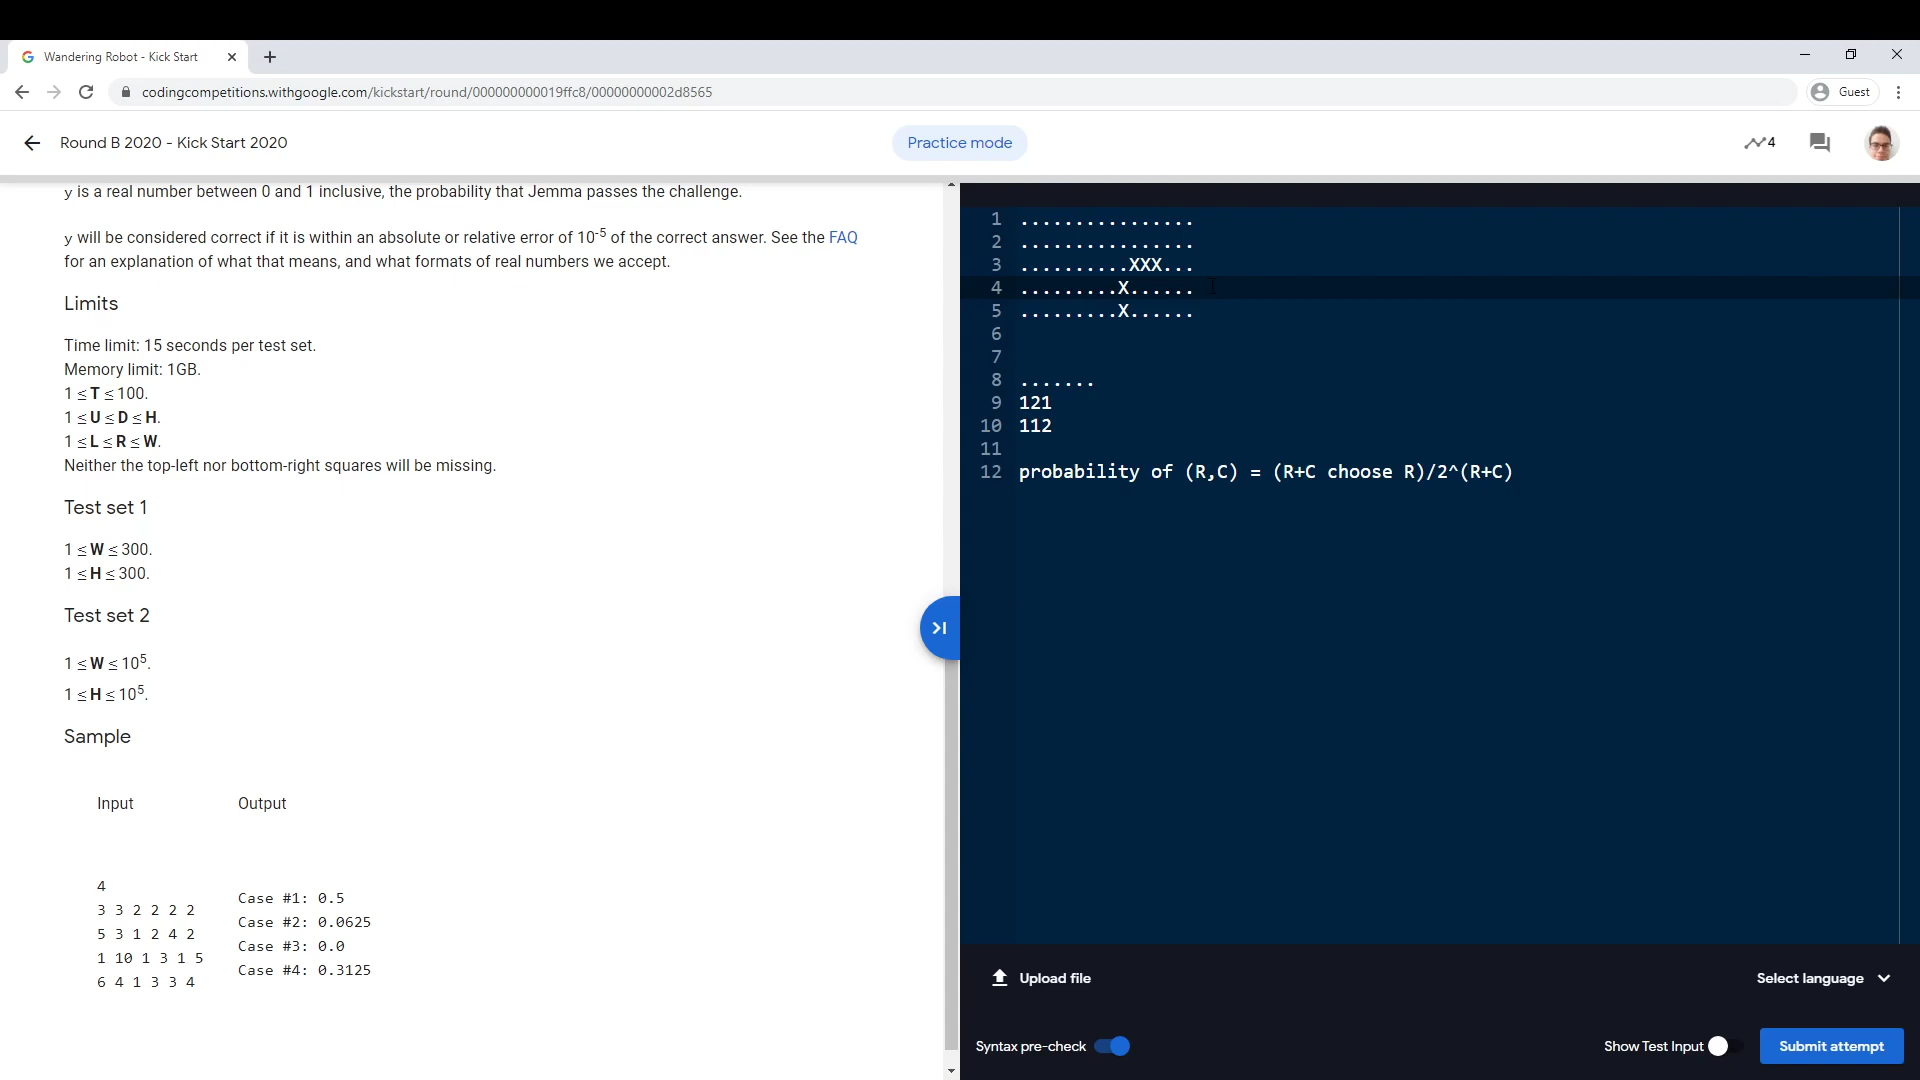 Wandering Robot - Kick Start
codingcompetitions.withgoogle.com/kickstart/round/000000000019ffc8/00000000002d8565
Guest
Round B 2020 - Kick Start 2020
Practice mode
4
y is a real number between 0 and 1 inclusive, the probability that Jemma passes the challenge.
y will be considered correct if it is within an absolute or relative error of 10-5 of the correct answer. See the FAQ
for an explanation of what that means, and what formats of real numbers we accept.
Limits
Time limit: 15 seconds per test set.
Memory limit: 1GB.
1 ≤ T ≤ 100.
1 ≤ U ≤ D ≤ H.
1 ≤ L ≤ R ≤ W.
Neither the top-left nor bottom-right squares will be missing.
Test set 1
1 ≤ W ≤ 300.
1 ≤ H ≤ 300.
Test set 2
1 ≤ W ≤ 105.
1 ≤ H ≤ 105.
Sample
Input
Output
4
3 3 2 2 2 2
5 3 1 2 4 2
1 10 1 3 1 5
6 4 1 3 3 4
Case #1: 0.5
Case #2: 0.0625
Case #3: 0.0
Case #4: 0.3125
1 ................
2 ................
3 ..........XXX...
4 .........X......
5 .........X......
6
7
8 .......
9 121
10 112
11
12 probability of (R,C) = (R+C choose R)/2^(R+C)
Upload file
Select language
Syntax pre-check
Show Test Input
Submit attempt